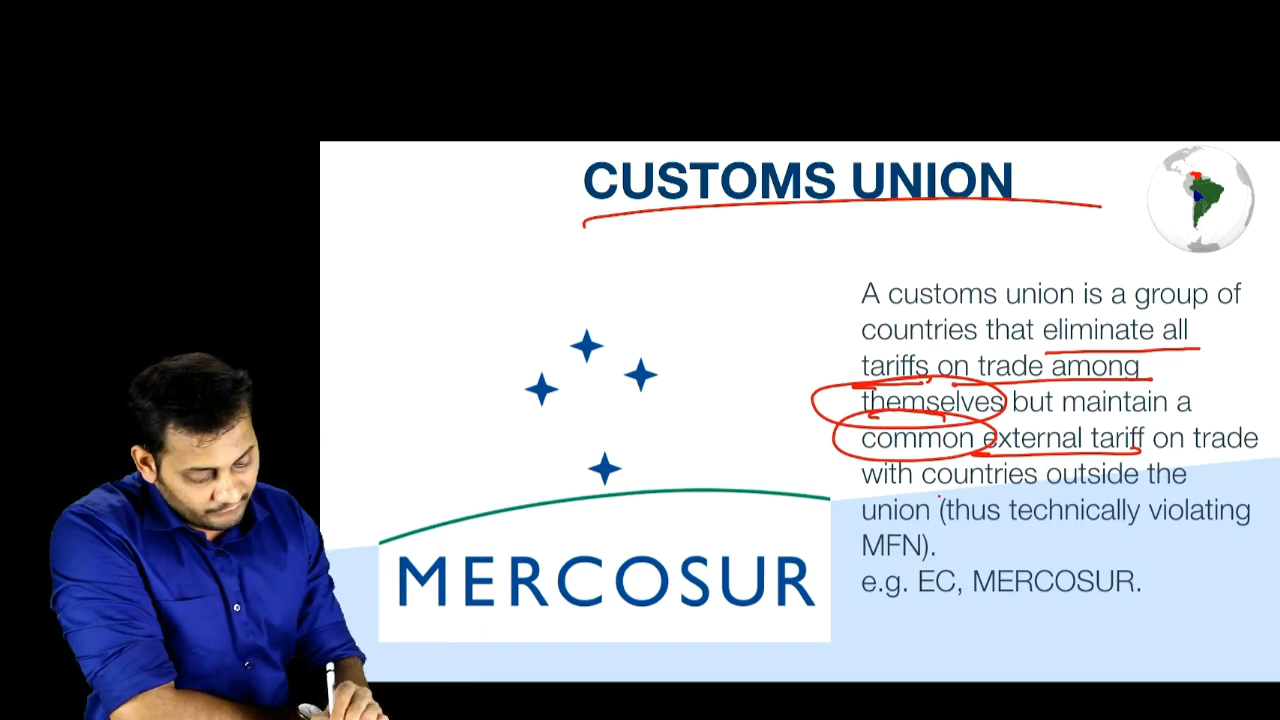 CUSTOMS UNION
A customs union is a group of
countries that eliminate all
tariffs on trade among
themselves but maintain a
common external tariff on trade
with countries outside the
union (thus technically violating
MFN).
e.g. EC, MERCOSUR.
MERCOSUR